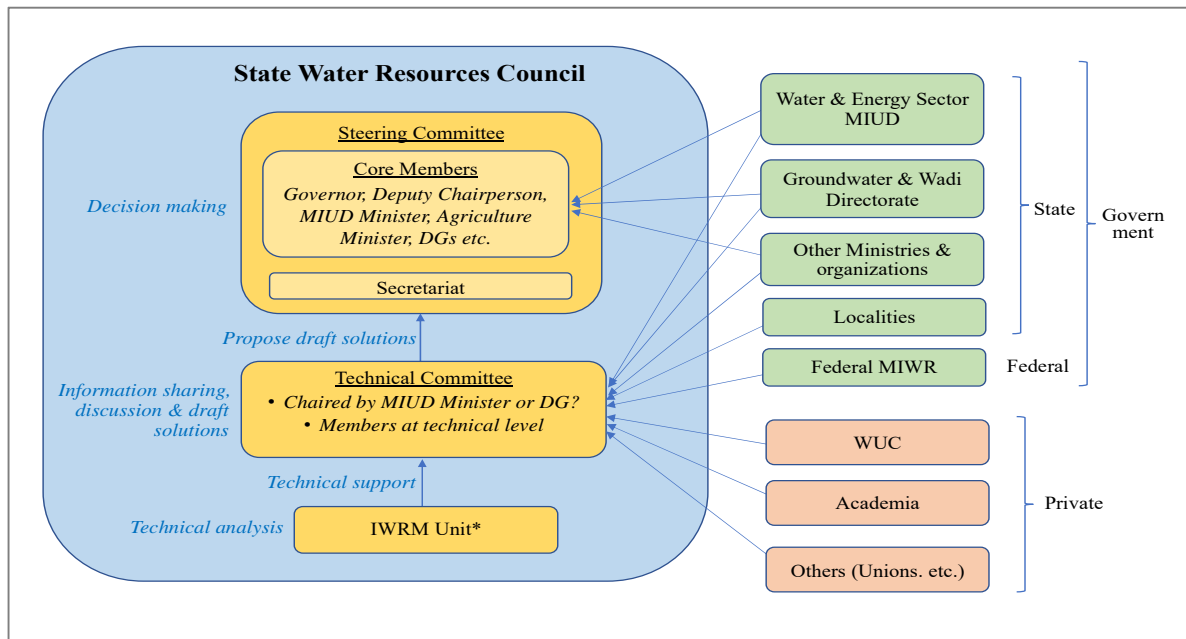 State Water Resources Council
Steering Committee
Core Members
Governor, Deputy Chairperson,
MIUD Minister, Agriculture
Minister, DGs etc.
Secretariat
Decision making
Propose draft solutions
Information sharing,
discussion & draft
solutions
Technical Committee
• Chaired by MIUD Minister or DG?
• Members at technical level
Technical support
Technical analysis
IWRM Unit*
Water & Energy Sector
MIUD
Groundwater & Wadi
Directorate
Other Ministries &
organizations
Localities
Federal MIWR
State
Federal
Govern
ment
WUC
Academia
Others (Unions. etc.)
Private